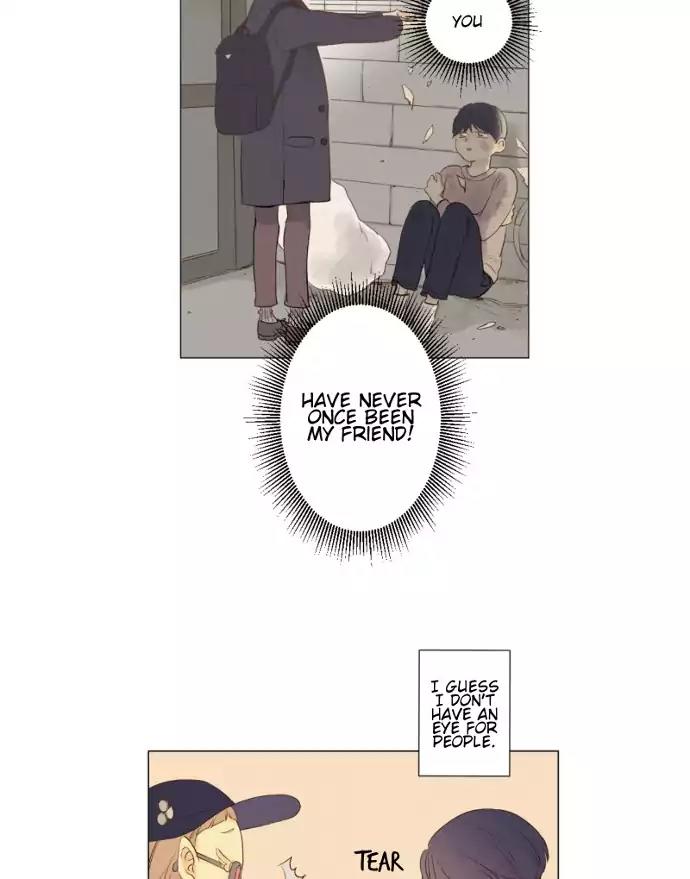 YOU
HAVE NEVER
ONCE BEEN
MY FRIEND!
I GUESS
I DON'T
HAVE AN
EYE FOR
PEOPLE.
TEAR